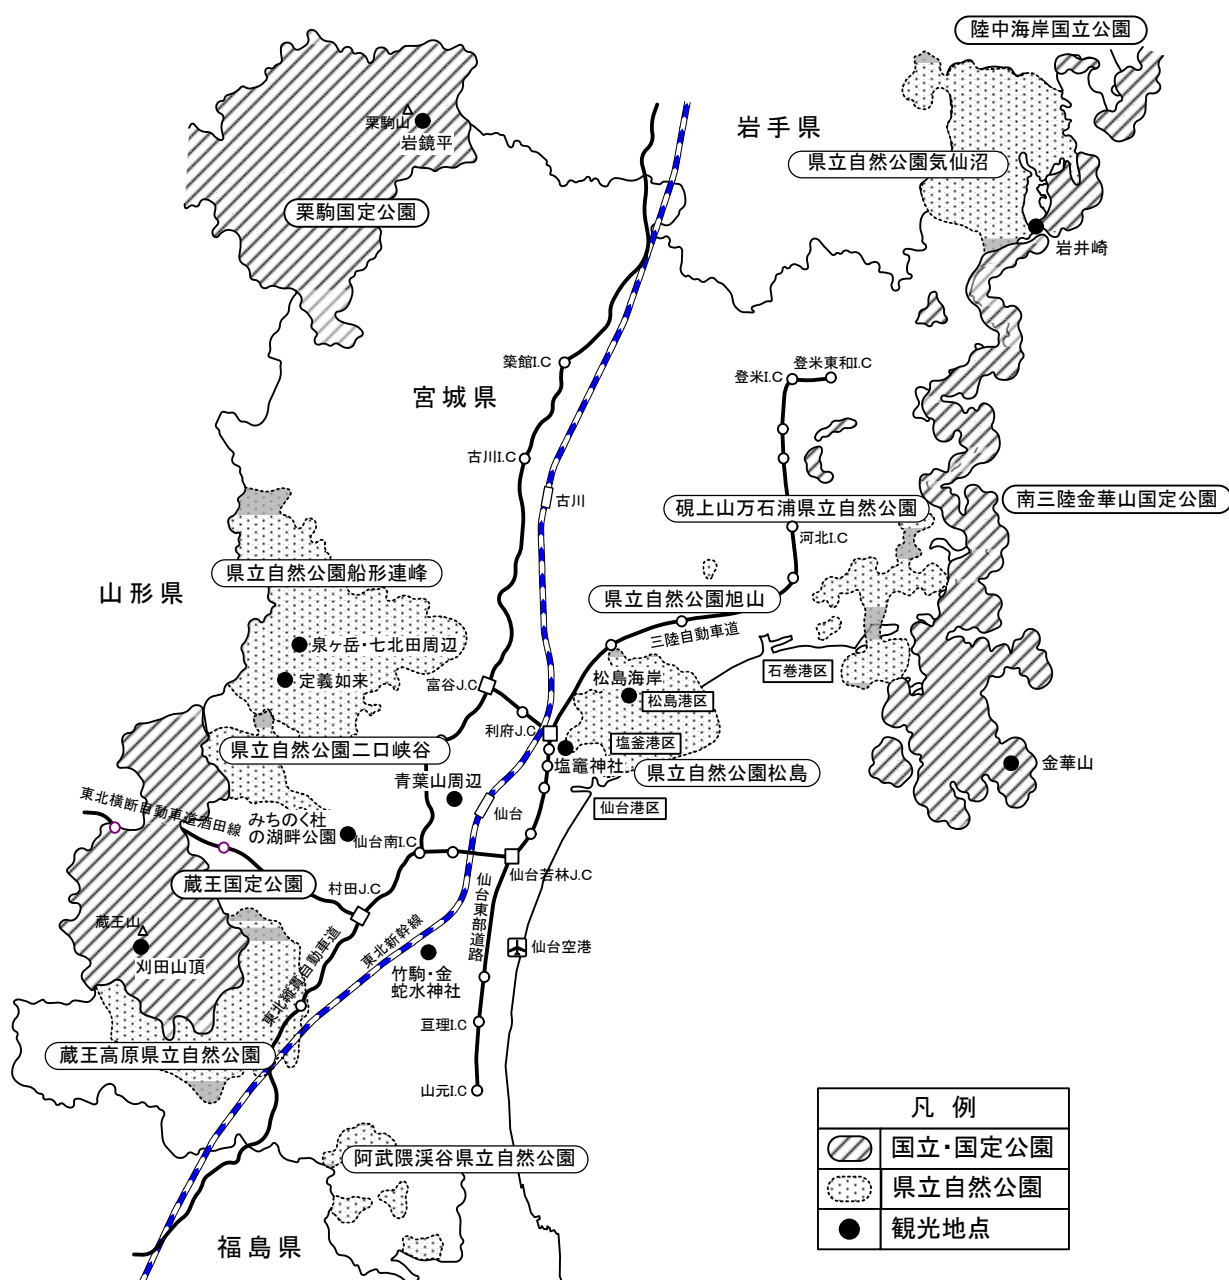 陸中海岸国立公園
岩手県
栗駒山
岩鏡平
県立自然公園気仙沼
栗駒国定公園
岩井崎
築館I.C
登米東和I.C
登米I.C
宮城県
古川I.C
古川
硯上山万石浦県立自然公園
南三陸金華山国定公園
河北I.C
県立自然公園船形連峰
山形県
県立自然公園旭山
三陸自動車道
泉ヶ岳・七北田周辺
石巻港区
定義如来
富谷J.C
松島海岸
松島港区
利府J.C
塩釜港区
県立自然公園二口峡谷
塩竈神社
県立自然公園松島
金華山
青葉山周辺
東北横断自動車道酒田線
みちのく杜
の湖畔公園
仙台
仙台港区
仙台南I.C
仙台若林J.C
蔵王国定公園
村田J.C
仙台東部道路
蔵王山
刈田山頂
東北縦貫自動車道
東北新幹線
仙台空港
竹駒・金
蛇水神社
亘理I.C
蔵王高原県立自然公園
山元I.C
阿武隈渓谷県立自然公園
福島県
凡 例
国立・国定公園
県立自然公園
観光地点